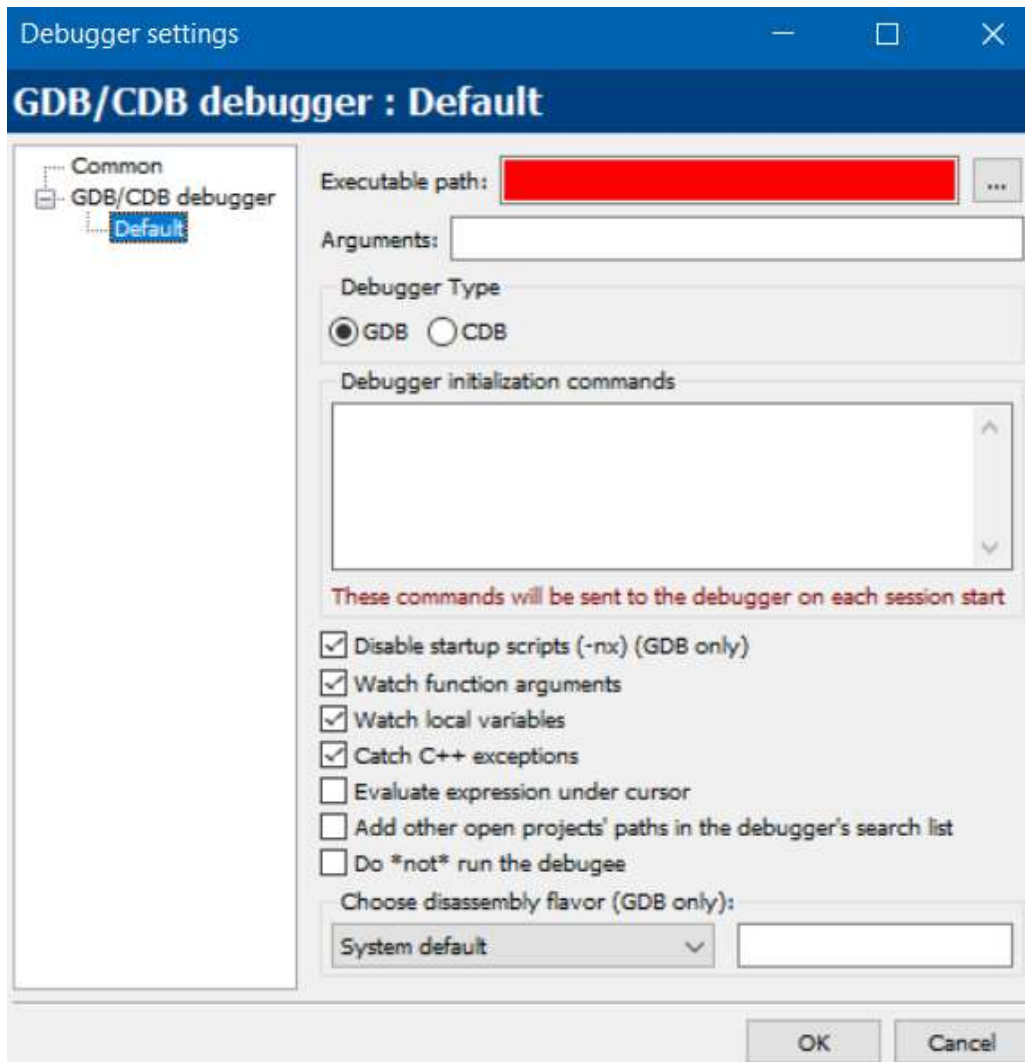 Debugger settings
GDB/CDB debugger : Default
Common
GDB/CDB debugger
Default
Executable path:
...
Arguments:
Debugger Type
GDB CDB
Debugger initialization commands
These commands will be sent to the debugger on each session start
Disable startup scripts (-nx) (GDB only)
Watch function arguments
Watch local variables
Catch C++ exceptions
Evaluate expression under cursor
Add other open projects' paths in the debugger's search list
Do *not* run the debugee
Choose disassembly flavor (GDB only):
System default
OK Cancel